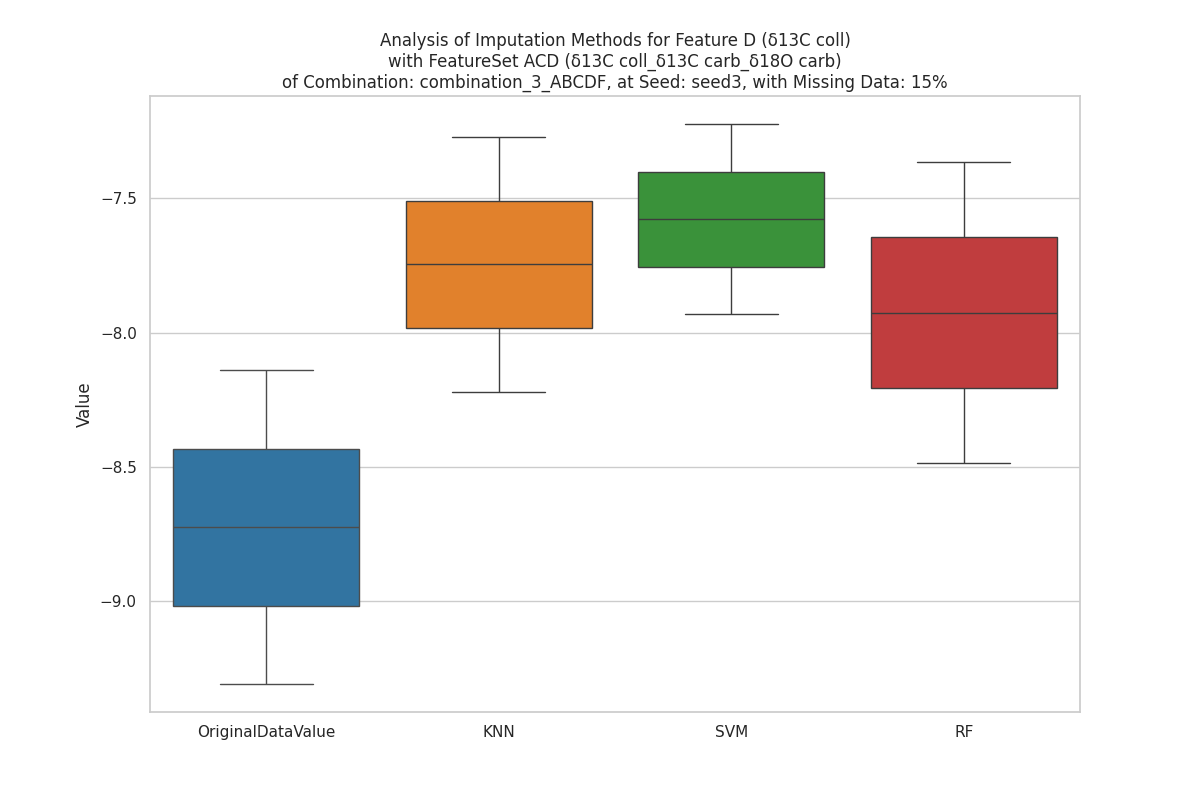 Analysis of Imputation Methods for Feature D (δ13C coll)
with FeatureSet ACD (δ13C coll_δ13C carb_δ18O carb)
of Combination: combination_3_ABCDF, at Seed: seed3, with Missing Data: 15%
−7.5
−8.0
−8.5
−9.0
Value
OriginalDataValue
KNN
SVM
RF